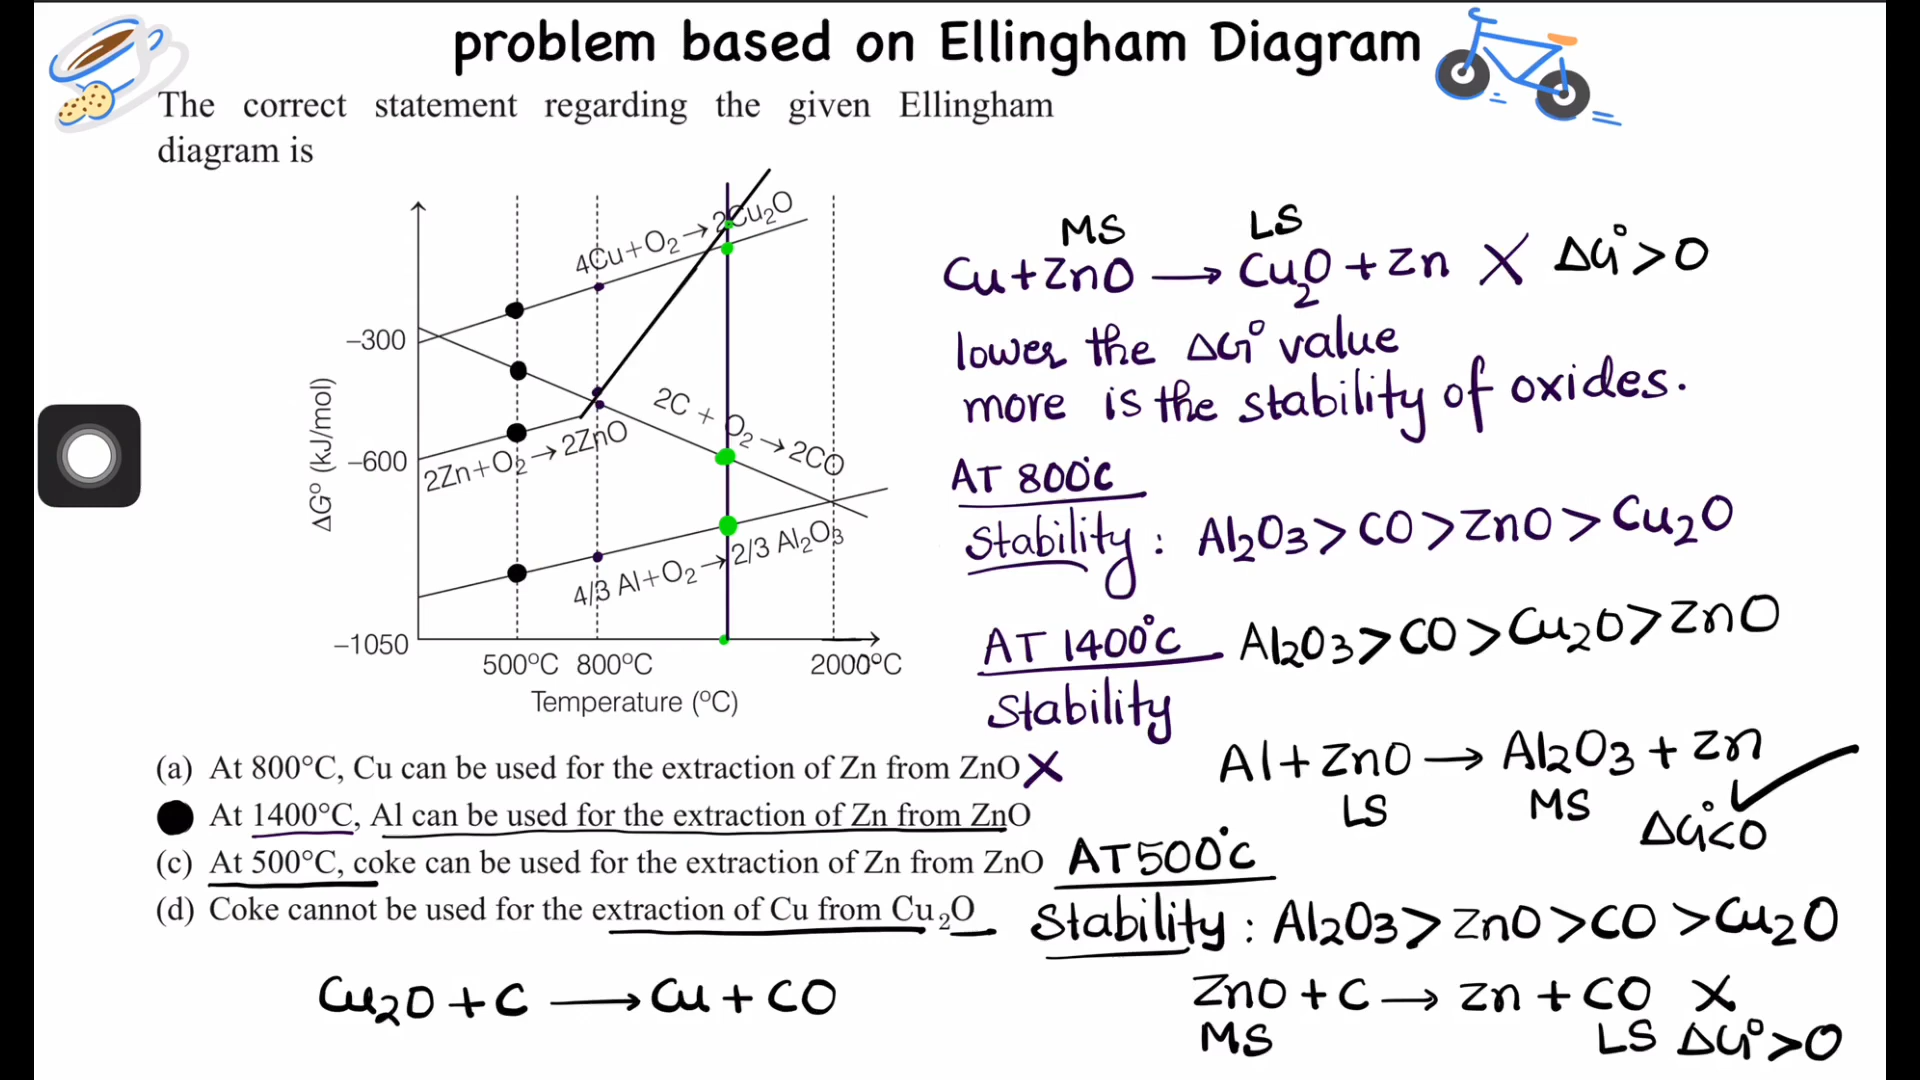 problem based on Ellingham Diagram
The correct statement regarding the given Ellingham
diagram is
4Cu+O₂→2Cu₂O
–300
2C + O₂→2CO
2Zn+O₂→2ZnO
–600
4/3 Al+O₂→2/3 Al₂O₃
–1050
ΔG⁰ (kJ/mol)
500⁰C 800⁰C 2000⁰C
Temperature (⁰C)
MS LS
Cu+ZnO → Cu₂O + Zn X ΔG°>0
lower the ΔG° value
more is the stability of oxides.
AT 800°C
Stability : Al₂O₃>CO>ZnO>Cu₂O
AT 1400°C Al₂O₃>CO>Cu₂O>ZnO
Stability
Al+ZnO → Al₂O₃ + Zn
LS MS ΔG°<0
(a) At 800°C, Cu can be used for the extraction of Zn from ZnO X
At 1400°C, Al can be used for the extraction of Zn from ZnO
(c) At 500°C, coke can be used for the extraction of Zn from ZnO
(d) Coke cannot be used for the extraction of Cu from Cu₂O
AT 500°C
Stability : Al₂O₃>ZnO>CO>Cu₂O
Cu₂O + C → Cu + CO
ZnO + C → Zn + CO X
MS LS ΔG°>0